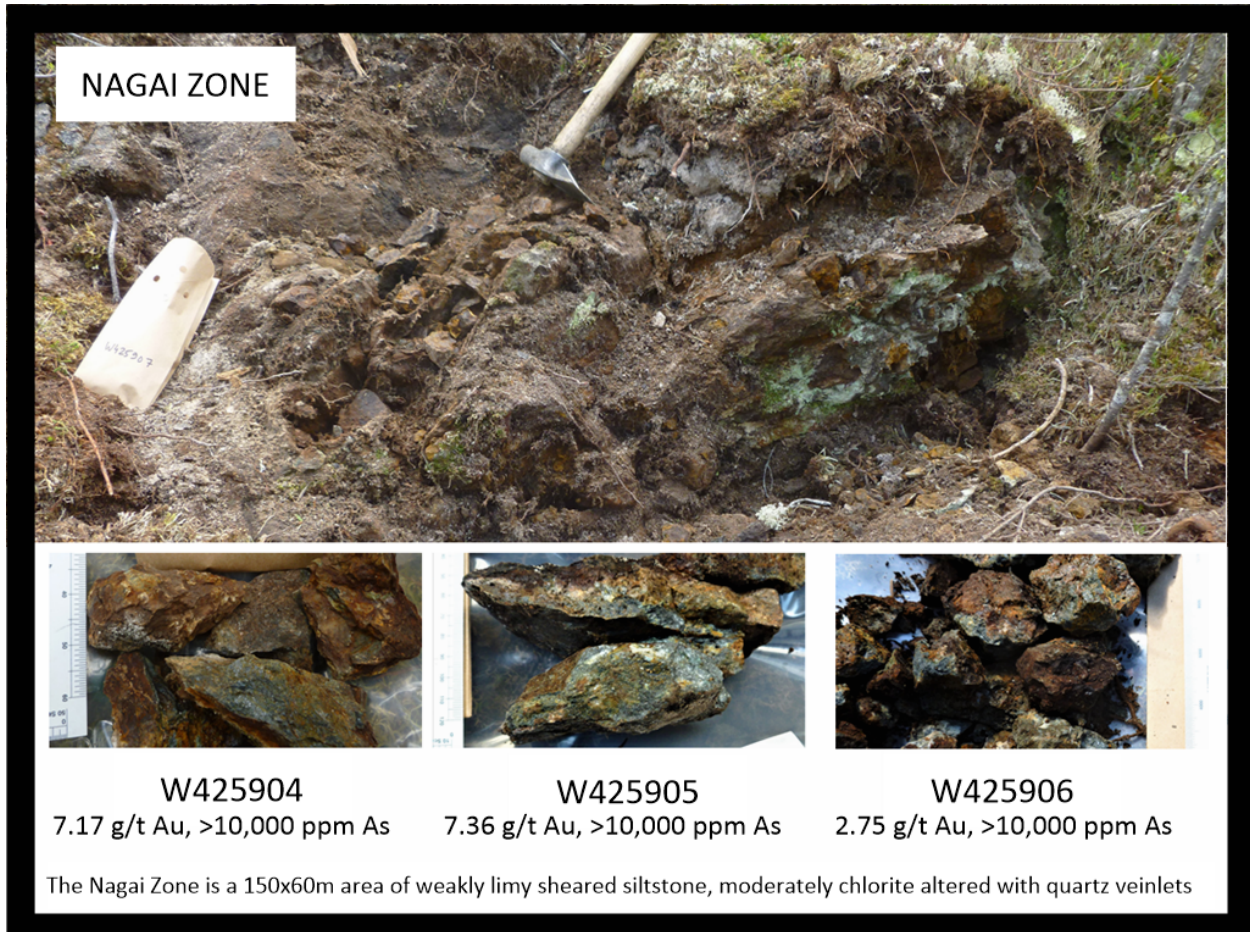 NAGAI ZONE
W425907
W425904
7.17 g/t Au, >10,000 ppm As
W425905
7.36 g/t Au, >10,000 ppm As
W425906
2.75 g/t Au, >10,000 ppm As
The Nagai Zone is a 150x60m area of weakly limy sheared siltstone, moderately chlorite altered with quartz veinlets